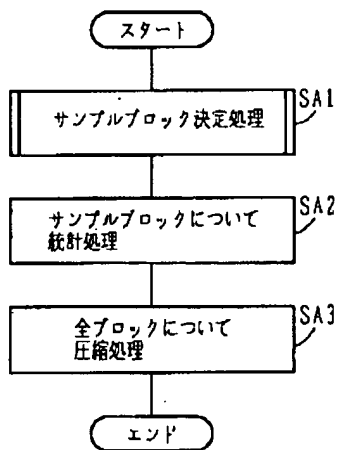 スタート
SA1
サンプルブロック決定処理
SA2
サンプルブロックについて
統計処理
SA3
全ブロックについて
圧縮処理
エンド